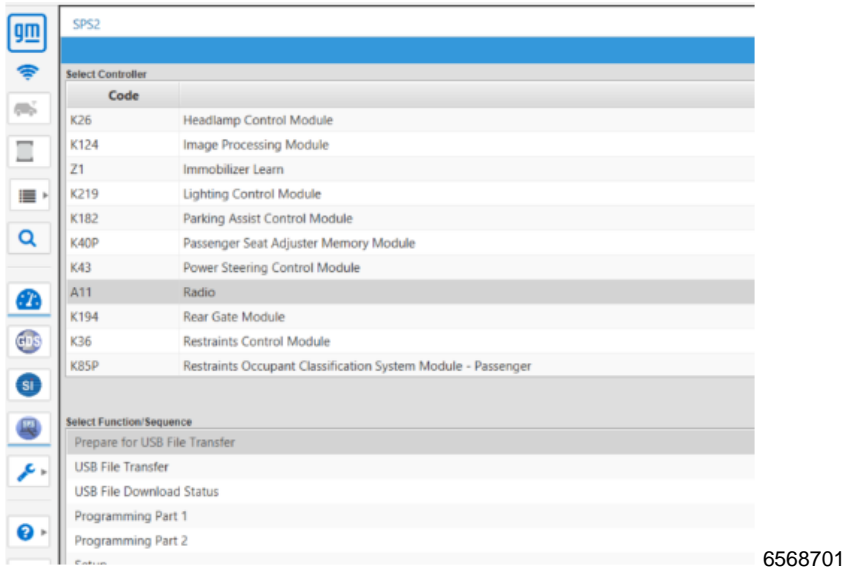 gm
SPS2
Select Controller
Code
K26 Headlamp Control Module
K124 Image Processing Module
Z1 Immobilizer Learn
K219 Lighting Control Module
K182 Parking Assist Control Module
K40P Passenger Seat Adjuster Memory Module
K43 Power Steering Control Module
A11 Radio
K194 Rear Gate Module
K36 Restraints Control Module
GDS
K85P Restraints Occupant Classification System Module - Passenger
SI
Select Function/Sequence
Prepare for USB File Transfer
USB File Transfer
USB File Download Status
Programming Part 1
Programming Part 2
6568701